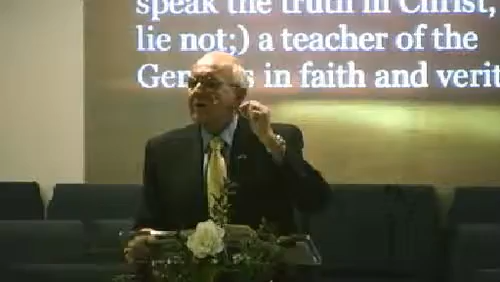 speak the truth in Christ,
lie not;) a teacher of the
in faith and